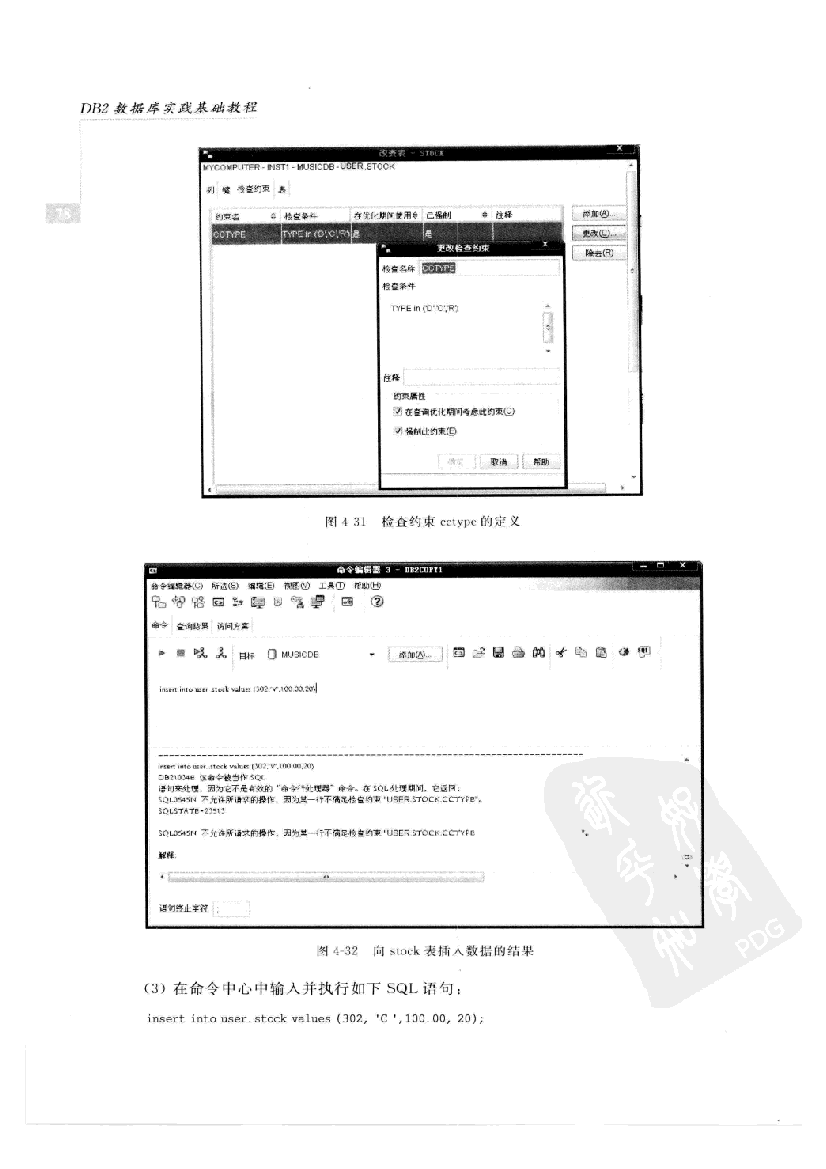 DB2 数据库实践基础教程
78
改变表 - STOCK
MYCOMPUTER - INST1 - MUSICDB - USER.STOCK
列 键 检查约束 表
约束名 检查条件 在优化期间使用 已强制 注释
CCTYPE TYPE in ('D','C','R') 是 是
添加(A)...
更改(L)...
除去(R)
更改检查约束
检查名称 CCTYPE
检查条件
TYPE in ('D','C','R')
注释
约束属性
在查询优化期间考虑此约束(C)
强制此约束(E)
确定 取消 帮助
图 4-31 检查约束 cctype 的定义
命令编辑器 3 - DB2COPY1
命令编辑器(C) 所选(S) 编辑(E) 视图(V) 工具(T) 帮助(H)
命令 查询结果 访问方案
目标 MUSICDB 添加(A)...
insert into user.stock values (302,'v',100.00,20)
insert into user.stock values (302,'v',100.00,20)
DB21034E 该命令被当作 SQL
语句来处理，因为它不是有效的“命令行处理器”命令。在 SQL 处理期间，它返回：
SQL0545N 不允许所请求的操作，因为某一行不满足检查约束 "USER.STOCK.CCTYPE"。
SQLSTATE=23513
SQL0545N 不允许所请求的操作，因为某一行不满足检查约束 "USER.STOCK.CCTYPE
解释:
语句终止字符 ;
图 4-32 向 stock 表插入数据的结果
(3) 在命令中心中输入并执行如下 SQL 语句：
insert into user.stock values (302, 'C ',100.00, 20);
PDG